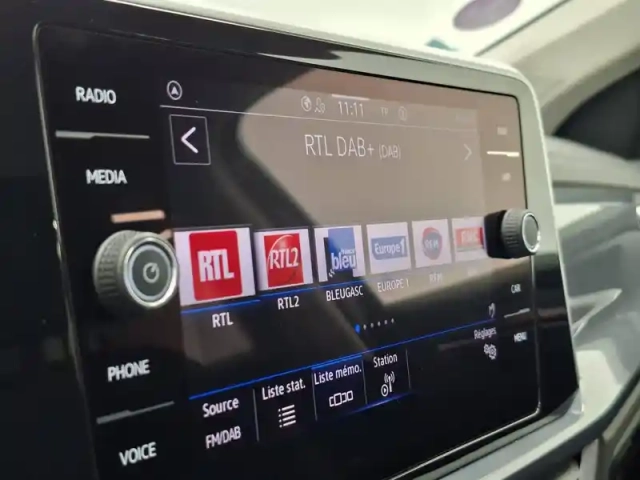 RADIO
MEDIA
PHONE
VOICE
11:11
RTL DAB+ (DAB)
RTL
RTL2
bleu
Europe 1
RTL
RTL2
BLEUGASC
EUROPE 1
Source
FM/DAB
Liste stat.
Liste mémo.
Station
Réglages
CAR
MENU